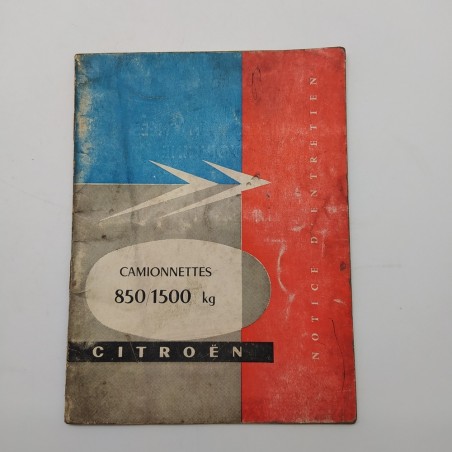 CAMIONNETTES
850/1500 kg
CITROËN
NOTICE D'ENTRETIEN